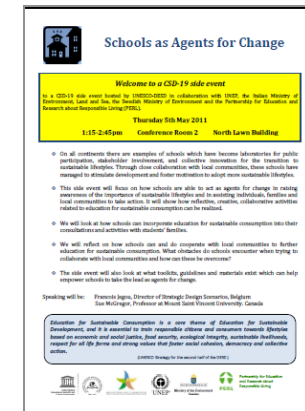 Schools as Agents for Change
Welcome to a CSD-19 side event
to a CSD-19 side event hosted by UNESCO-DESD in collaboration with UNEP, the Italian Ministry of
Environment, Land and Sea, the Swedish Ministry of Environment and the Partnership for Education and
Research about Responsible Living (PERL).
Thursday 5th May 2011
1:15-2:45pm Conference Room 2 North Lawn Building
On all continents there are examples of schools which have become laboratories for public
participation, stakeholder involvement, and collective innovation for the transition to
sustainable lifestyles. Through close collaboration with local communities, these schools have
managed to stimulate development and foster motivation to adopt more sustainable lifestyles.
This side event will focus on how schools are able to act as agents for change in raising
awareness of the importance of sustainable lifestyles and in assisting individuals, families and
local communities to take action. It will show how reflective, creative, collaborative activities
related to education for sustainable consumption can be realized.
We will look at how schools can incorporate education for sustainable consumption into their
consultations and activities with students' families.
We will reflect on how schools can and do cooperate with local communities to further
education for sustainable consumption. What obstacles do schools encounter when trying to
collaborate with local communities and how can these be overcome?
The side event will also look at what toolkits, guidelines and materials exist which can help
empower schools to take the lead as agents for change.
Speaking will be: Francois Jegou, Director of Strategic Design Scenarios, Belgium
Sue McGregor, Professor at Mount Saint Vincent University, Canada
Education for Sustainable Consumption is a core theme of Education for Sustainable
Development, and it is essential to train responsible citizens and consumers towards lifestyles
based on economic and social justice, food security, ecological integrity, sustainable livelihoods,
respect for all life forms and strong values that foster social cohesion, democracy and collective
action.
(UNESCO Strategy for the second half of the DESD)
UNEP
PERL
Partnership for Education
and Research about
Responsible Living